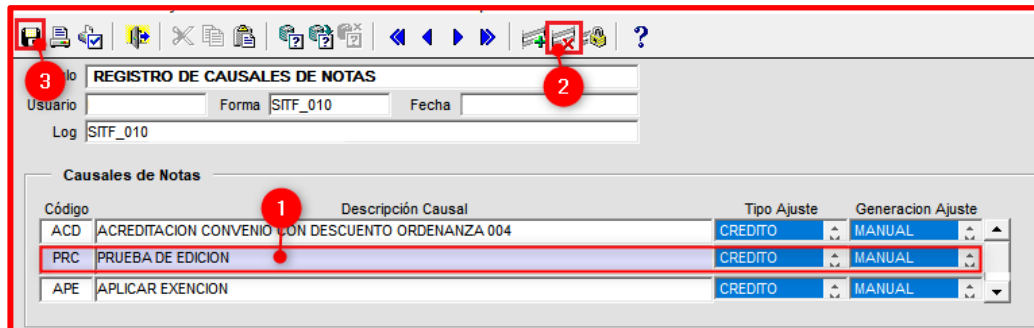 ?
3
2
lo REGISTRO DE CAUSALES DE NOTAS
Usuario Forma SITF_010 Fecha
Log SITF_010
Causales de Notas
1
Código Descripción Causal Tipo Ajuste Generacion Ajuste
ACD ACREDITACION CONVENIO CON DESCUENTO ORDENANZA 004 CREDITO MANUAL
PRC PRUEBA DE EDICION CREDITO MANUAL
APE APLICAR EXENCION CREDITO MANUAL